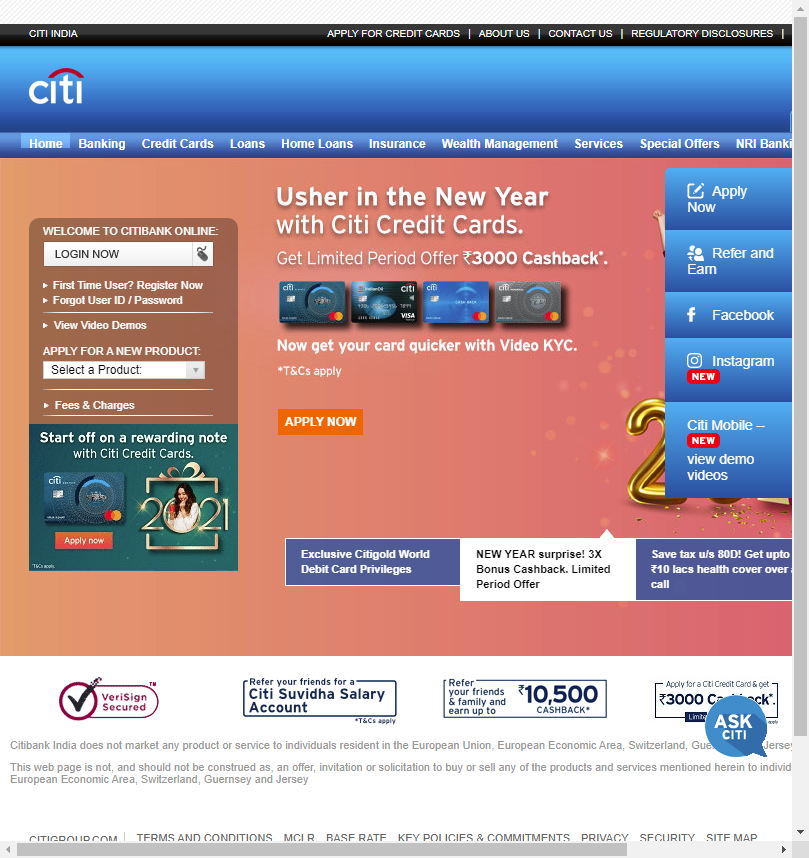 CITI INDIA
APPLY FOR CREDIT CARDS | ABOUT US | CONTACT US | REGULATORY DISCLOSURES |
citi
Home Banking Credit Cards Loans Home Loans Insurance Wealth Management Services Special Offers NRI Banki
WELCOME TO CITIBANK ONLINE:
LOGIN NOW
First Time User? Register Now
Forgot User ID / Password
View Video Demos
APPLY FOR A NEW PRODUCT:
Select a Product:
Fees & Charges
Start off on a rewarding note
with Citi Credit Cards.
citi
2021
Apply now
*T&Cs apply
Usher in the New Year
with Citi Credit Cards.
Get Limited Period Offer ₹3000 Cashback*.
citi
IndianOil
citi
VISA
citi
CASH BACK
citi
Now get your card quicker with Video KYC.
*T&Cs apply
APPLY NOW
Apply
Now
Refer and
Earn
Facebook
Instagram
NEW
Citi Mobile –
NEW
view demo
videos
Exclusive Citigold World
Debit Card Privileges
NEW YEAR surprise! 3X
Bonus Cashback. Limited
Period Offer
Save tax u/s 80D! Get upto
₹10 lacs health cover over
call
VeriSign
Secured
TM
Refer your friends for a
Citi Suvidha Salary
Account
*T&Cs apply
Refer
your friends
& family and
earn up to
₹10,500
CASHBACK*
Apply for a Citi Credit Card & get
₹3000
ASK
CITI
Citibank India does not market any product or service to individuals resident in the European Union, European Economic Area, Switzerland, Jersey
This web page is not, and should not be construed as, an offer, invitation or solicitation to buy or sell any of the products and services mentioned herein to individ
European Economic Area, Switzerland, Guernsey and Jersey
CITIGROUP.COM TERMS AND CONDITIONS MCLR BASE RATE KEY POLICIES & COMMITMENTS PRIVACY SECURITY SITE MAP